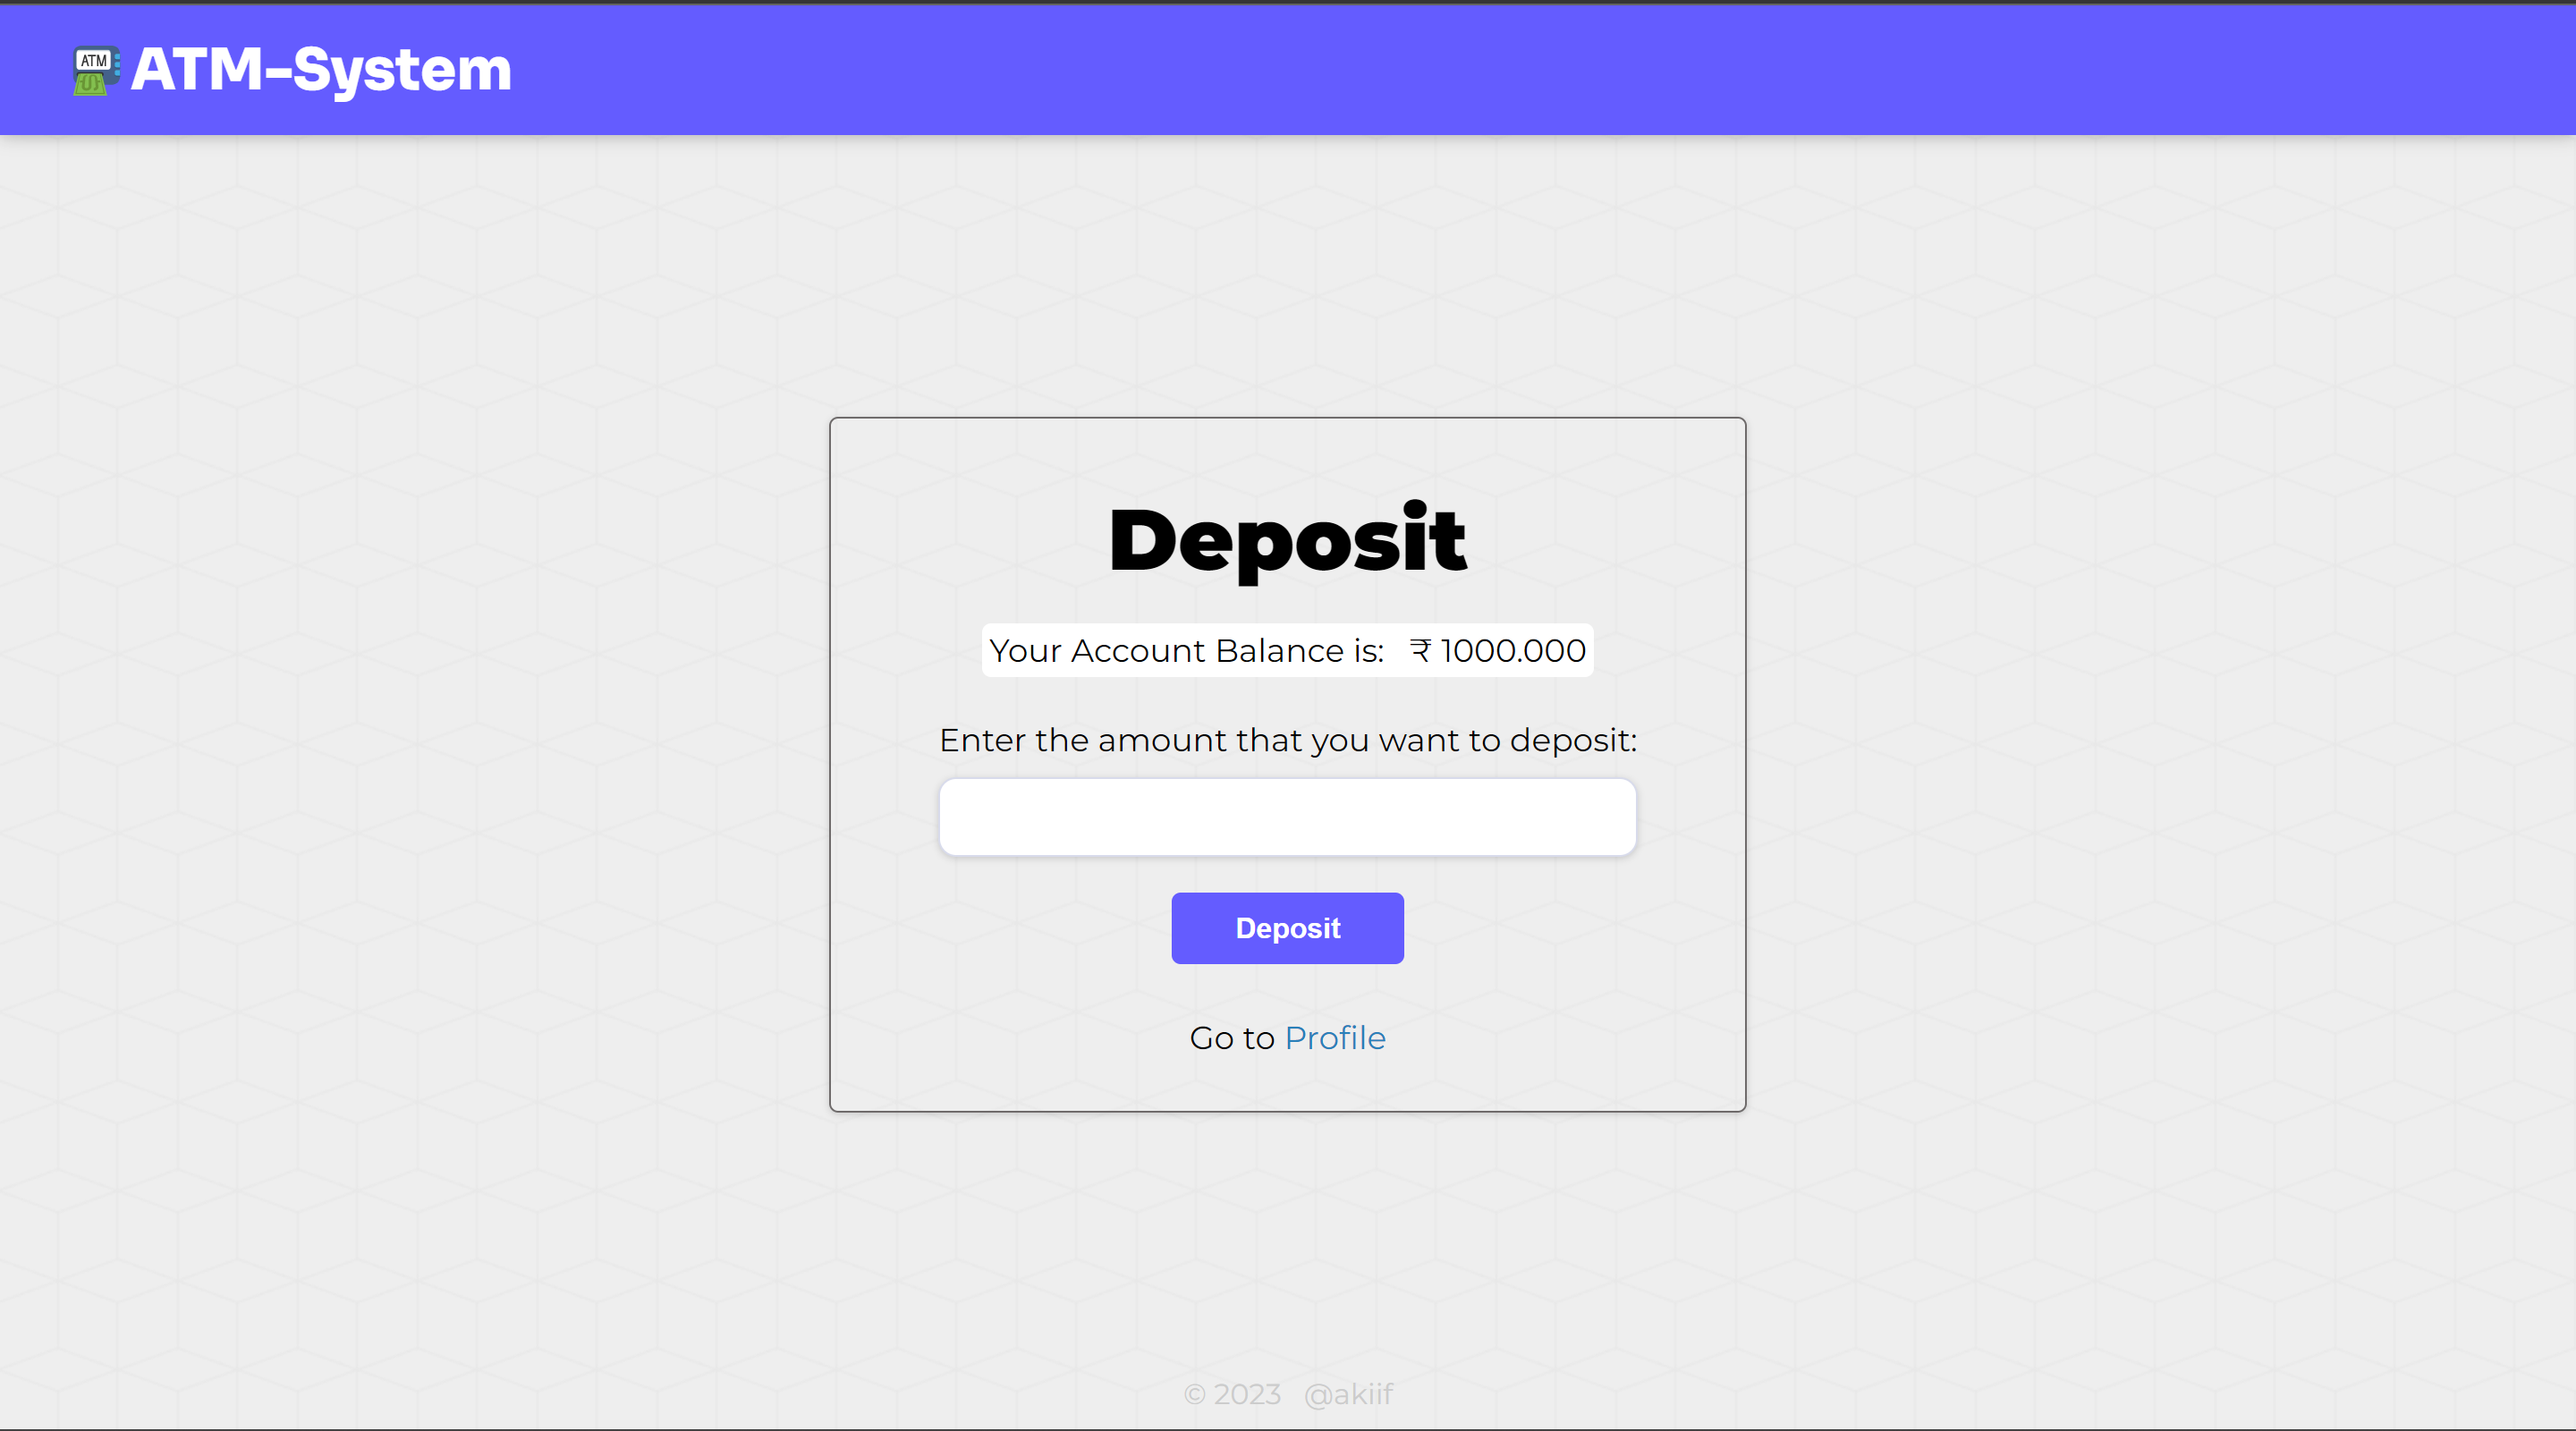 ATM
ATM-System
Deposit
Your Account Balance is: ₹ 1000.000
Enter the amount that you want to deposit:
Deposit
Go to Profile
© 2023 @akiif